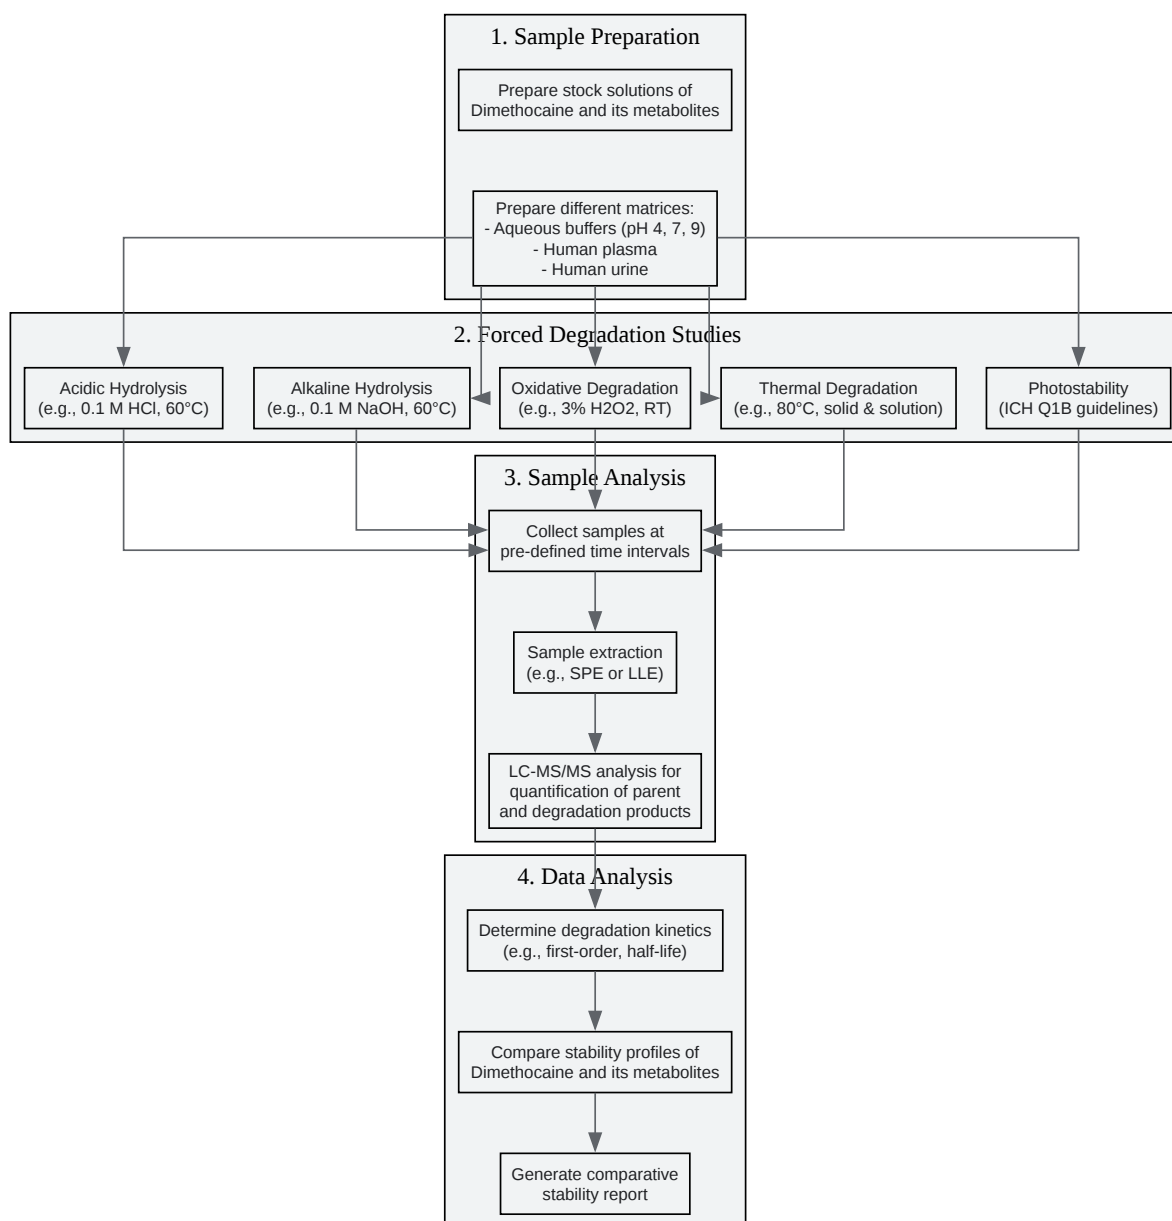 1. Sample Preparation
Prepare stock solutions of
Dimethocaine and its metabolites
Prepare different matrices:
- Aqueous buffers (pH 4, 7, 9)
- Human plasma
- Human urine
2. Forced Degradation Studies
Acidic Hydrolysis
(e.g., 0.1 M HCl, 60°C)
Alkaline Hydrolysis
(e.g., 0.1 M NaOH, 60°C)
Oxidative Degradation
(e.g., 3% H2O2, RT)
Thermal Degradation
(e.g., 80°C, solid & solution)
Photostability
(ICH Q1B guidelines)
3. Sample Analysis
Collect samples at
pre-defined time intervals
Sample extraction
(e.g., SPE or LLE)
LC-MS/MS analysis for
quantification of parent
and degradation products
4. Data Analysis
Determine degradation kinetics
(e.g., first-order, half-life)
Compare stability profiles of
Dimethocaine and its metabolites
Generate comparative
stability report